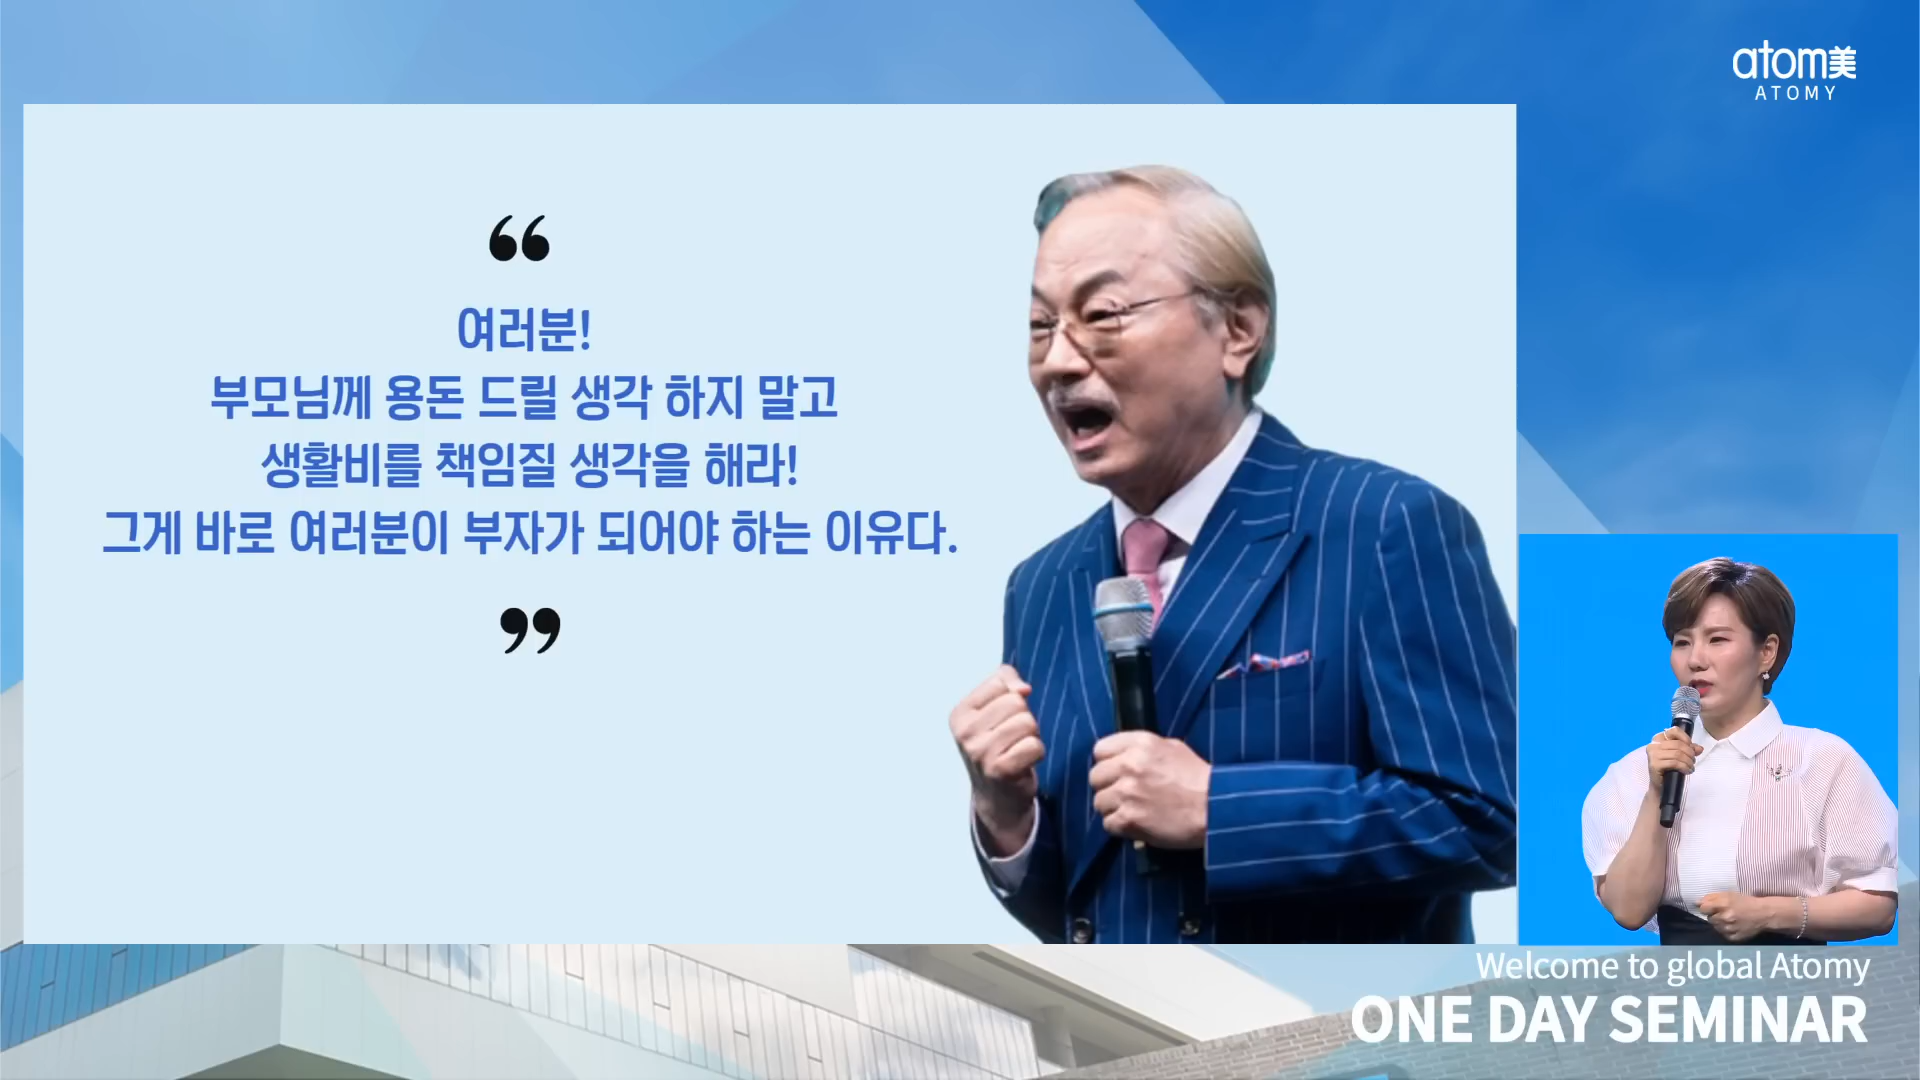 atom美
ATOMY
“
여러분!
부모님께 용돈 드릴 생각 하지 말고
생활비를 책임질 생각을 해라!
그게 바로 여러분이 부자가 되어야 하는 이유다.
”
Welcome to global Atomy
ONE DAY SEMINAR